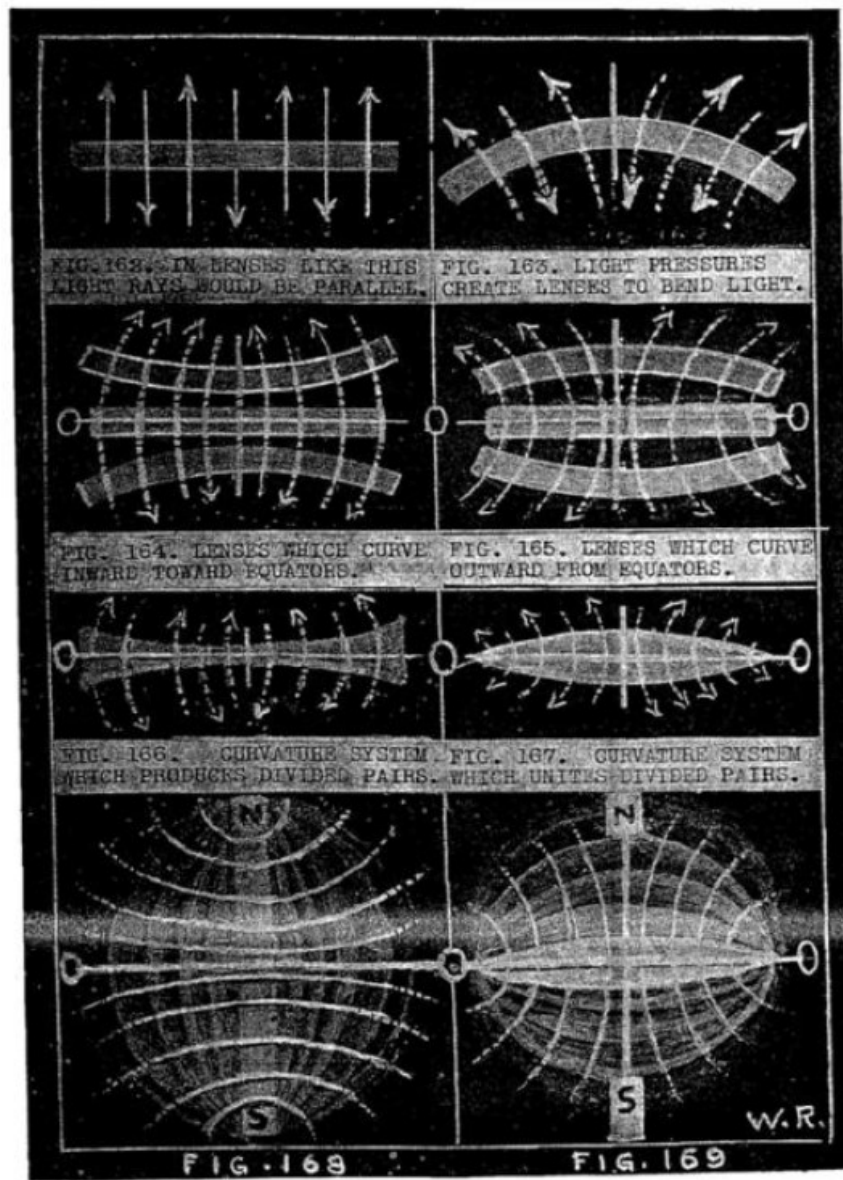 FIG. 162. IN LENSES LIKE THIS
LIGHT RAYS WOULD BE PARALLEL.
FIG. 163. LIGHT PRESSURES
CREATE LENSES TO BEND LIGHT.
FIG. 164. LENSES WHICH CURVE
INWARD TOWARD EQUATORS.
FIG. 165. LENSES WHICH CURVE
OUTWARD FROM EQUATORS.
FIG. 166. CURVATURE SYSTEM
WHICH PRODUCES DIVIDED PAIRS.
FIG. 167. CURVATURE SYSTEM
WHICH UNITES DIVIDED PAIRS.
N
S
FIG. 168
N
S
W.R.
FIG. 169